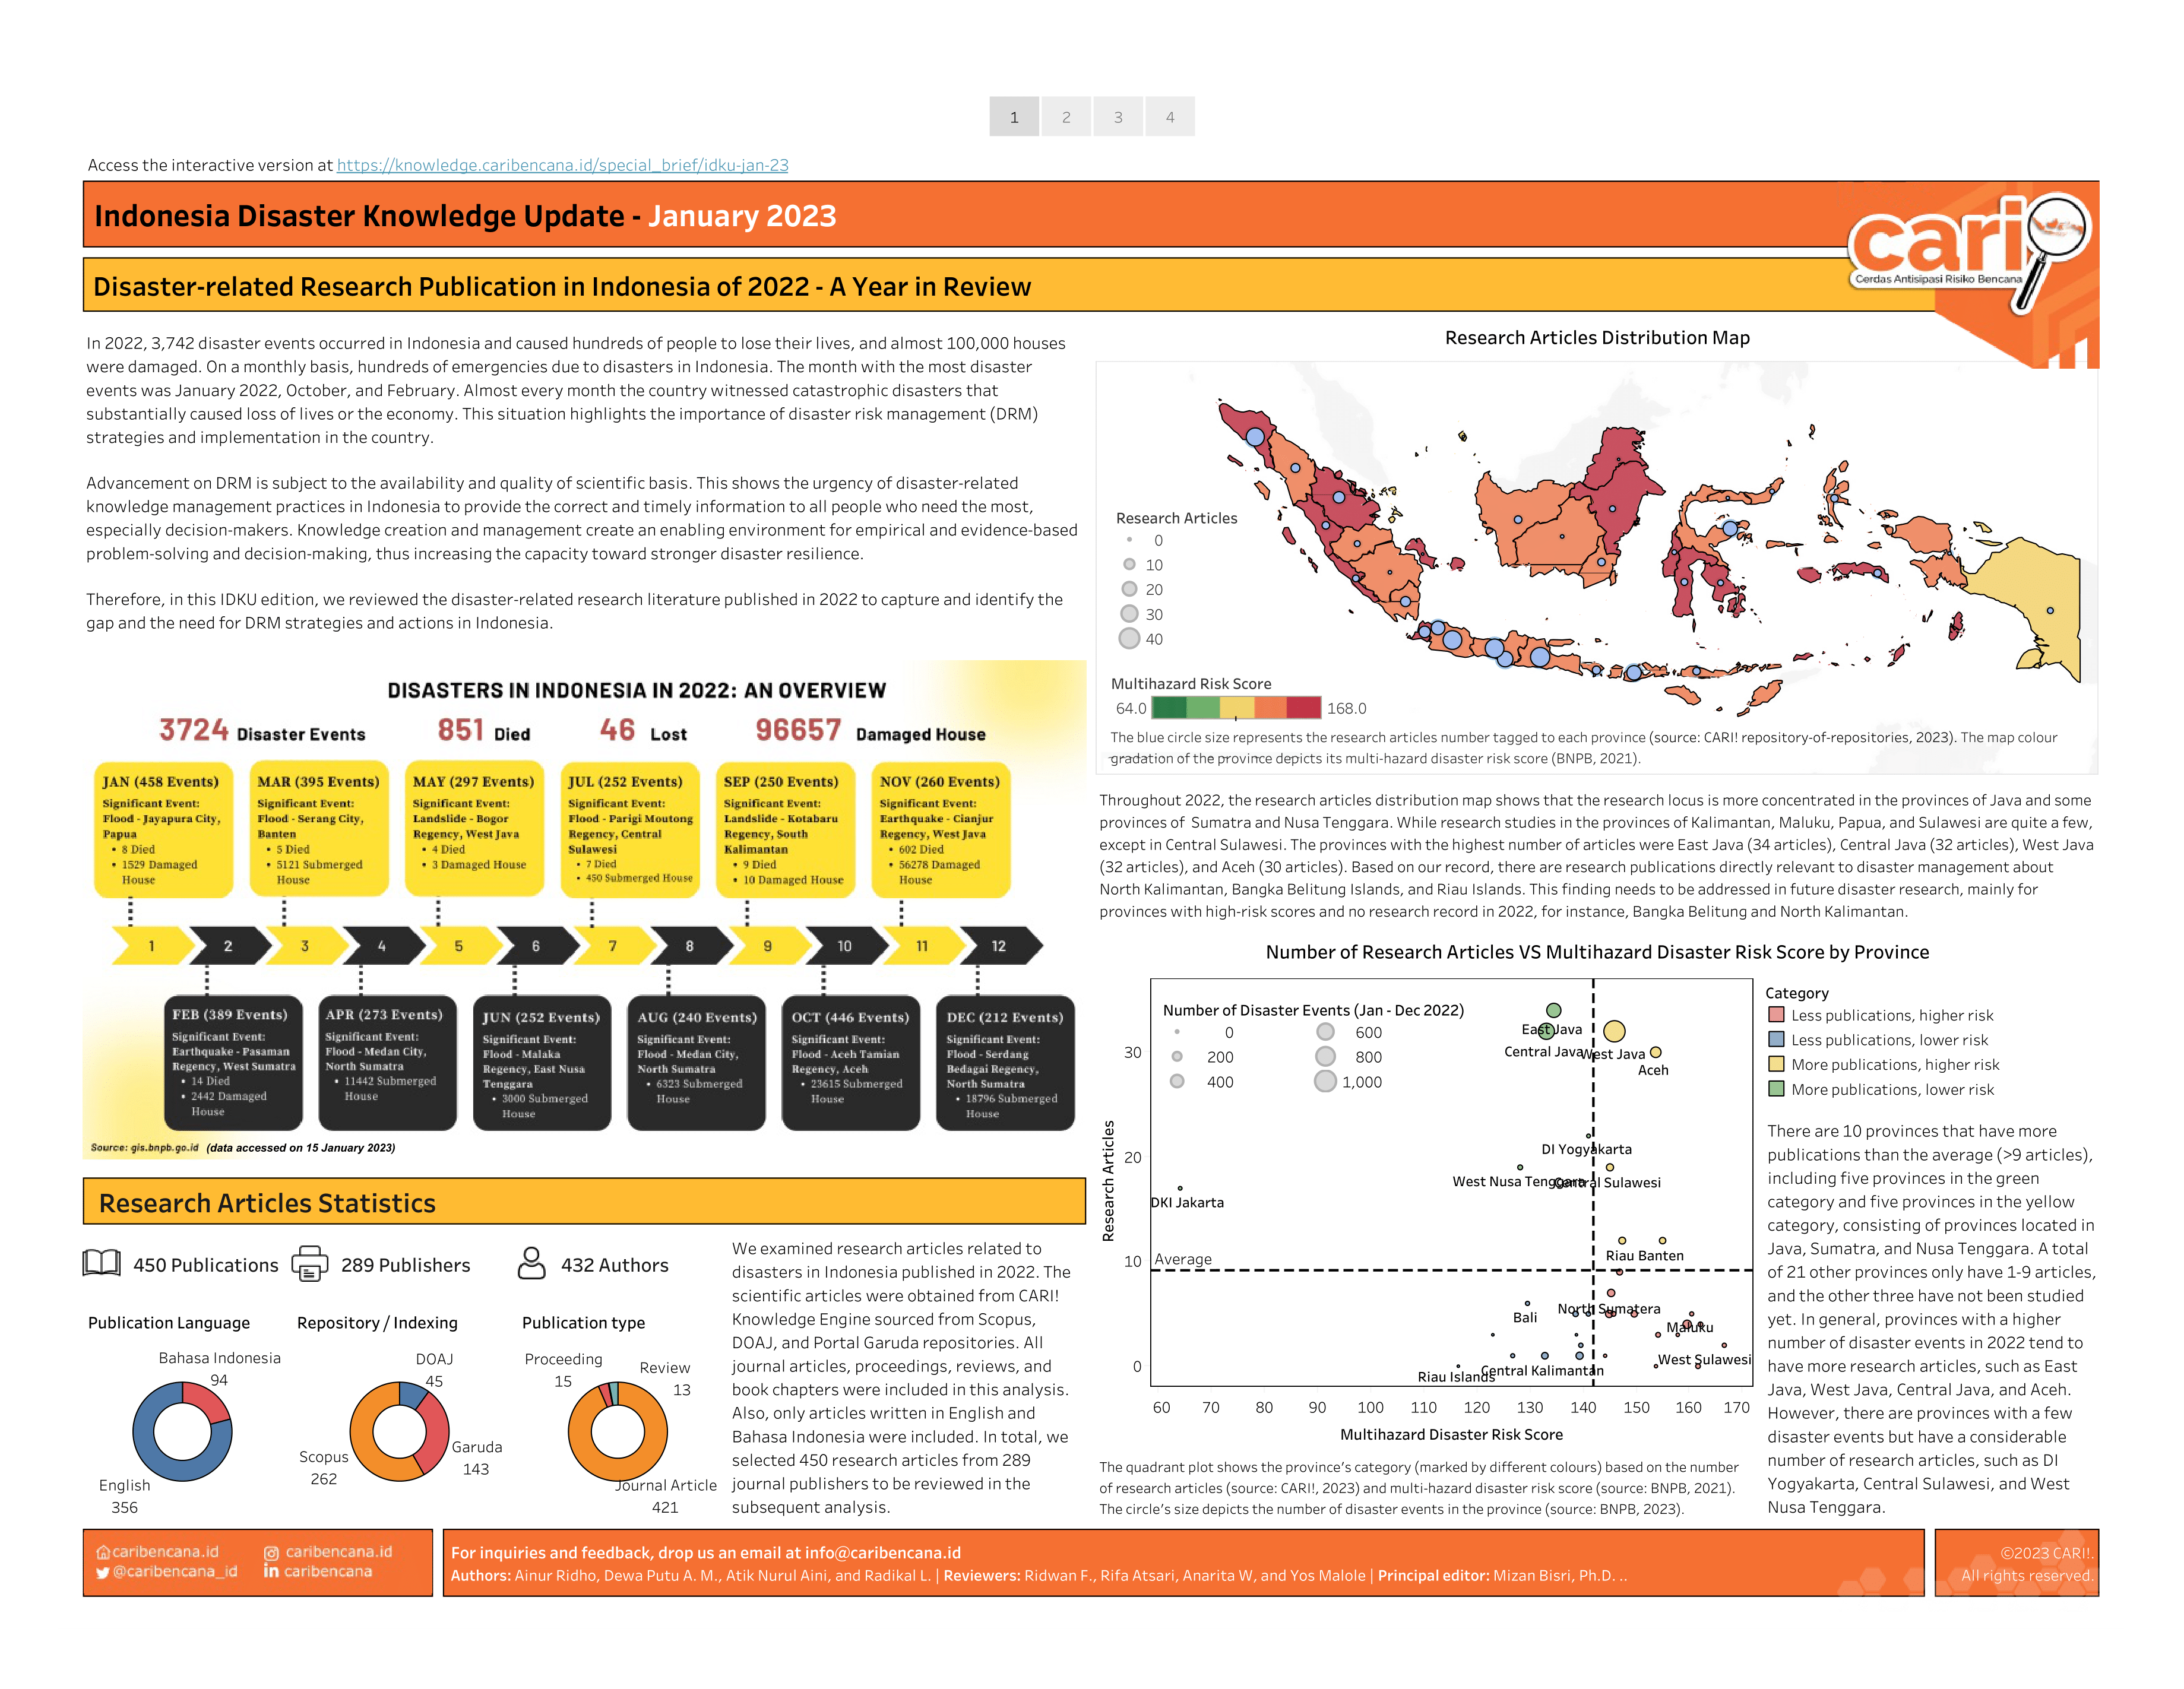 1 2 3 4
Access the interactive version at https://knowledge.caribencana.id/special_brief/idku-jan-23
Indonesia Disaster Knowledge Update - January 2023
cari
Cerdas Antisipasi Risiko Bencana
Disaster-related Research Publication in Indonesia of 2022 - A Year in Review
In 2022, 3,742 disaster events occurred in Indonesia and caused hundreds of people to lose their lives, and almost 100,000 houses
were damaged. On a monthly basis, hundreds of emergencies due to disasters in Indonesia. The month with the most disaster
events was January 2022, October, and February. Almost every month the country witnessed catastrophic disasters that
substantially caused loss of lives or the economy. This situation highlights the importance of disaster risk management (DRM)
strategies and implementation in the country.
Advancement on DRM is subject to the availability and quality of scientific basis. This shows the urgency of disaster-related
knowledge management practices in Indonesia to provide the correct and timely information to all people who need the most,
especially decision-makers. Knowledge creation and management create an enabling environment for empirical and evidence-based
problem-solving and decision-making, thus increasing the capacity toward stronger disaster resilience.
Therefore, in this IDKU edition, we reviewed the disaster-related research literature published in 2022 to capture and identify the
gap and the need for DRM strategies and actions in Indonesia.
DISASTERS IN INDONESIA IN 2022: AN OVERVIEW
3724 Disaster Events 851 Died 46 Lost 96657 Damaged House
JAN (458 Events)
Significant Event:
Flood - Jayapura City,
Papua
• 8 Died
• 1529 Damaged
House
MAR (395 Events)
Significant Event:
Flood - Serang City,
Banten
• 5 Died
• 5121 Submerged
House
MAY (297 Events)
Significant Event:
Landslide - Bogor
Regency, West Java
• 4 Died
• 3 Damaged House
JUL (252 Events)
Significant Event:
Flood - Parigi Moutong
Regency, Central
Sulawesi
• 7 Died
• 450 Submerged House
SEP (250 Events)
Significant Event:
Landslide - Kotabaru
Regency, South
Kalimantan
• 9 Died
• 10 Damaged House
NOV (260 Events)
Significant Event:
Earthquake - Cianjur
Regency, West Java
• 602 Died
• 56278 Damaged
House
1 2 3 4 5 6 7 8 9 10 11 12
FEB (389 Events)
Significant Event:
Earthquake - Pasaman
Regency, West Sumatra
• 14 Died
• 2442 Damaged
House
APR (273 Events)
Significant Event:
Flood - Medan City,
North Sumatra
• 11442 Submerged
House
JUN (252 Events)
Significant Event:
Flood - Malaka
Regency, East Nusa
Tenggara
• 3000 Submerged
House
AUG (240 Events)
Significant Event:
Flood - Medan City,
North Sumatra
• 6323 Submerged
House
OCT (446 Events)
Significant Event:
Flood - Aceh Tamian
Regency, Aceh
• 23615 Submerged
House
DEC (212 Events)
Significant Event:
Flood - Serdang
Bedagai Regency,
North Sumatra
• 18796 Submerged
House
Source: gis.bnpb.go.id (data accessed on 15 January 2023)
Research Articles Statistics
450 Publications 289 Publishers 432 Authors
Publication Language
Bahasa Indonesia
94
English
356
Repository / Indexing
DOAJ
45
Garuda
143
Scopus
262
Publication type
Proceeding
15
Review
13
Journal Article
421
We examined research articles related to
disasters in Indonesia published in 2022. The
scientific articles were obtained from CARI!
Knowledge Engine sourced from Scopus,
DOAJ, and Portal Garuda repositories. All
journal articles, proceedings, reviews, and
book chapters were included in this analysis.
Also, only articles written in English and
Bahasa Indonesia were included. In total, we
selected 450 research articles from 289
journal publishers to be reviewed in the
subsequent analysis.
Research Articles Distribution Map
Research Articles
0
10
20
30
40
Multihazard Risk Score
64.0 168.0
The blue circle size represents the research articles number tagged to each province (source: CARI! repository-of-repositories, 2023). The map colour
gradation of the province depicts its multi-hazard disaster risk score (BNPB, 2021).
Throughout 2022, the research articles distribution map shows that the research locus is more concentrated in the provinces of Java and some
provinces of Sumatra and Nusa Tenggara. While research studies in the provinces of Kalimantan, Maluku, Papua, and Sulawesi are quite a few,
except in Central Sulawesi. The provinces with the highest number of articles were East Java (34 articles), Central Java (32 articles), West Java
(32 articles), and Aceh (30 articles). Based on our record, there are research publications directly relevant to disaster management about
North Kalimantan, Bangka Belitung Islands, and Riau Islands. This finding needs to be addressed in future disaster research, mainly for
provinces with high-risk scores and no research record in 2022, for instance, Bangka Belitung and North Kalimantan.
Number of Research Articles VS Multihazard Disaster Risk Score by Province
Number of Disaster Events (Jan - Dec 2022)
0 600
200 800
400 1,000
East Java
Central Java
West Java
Aceh
DI Yogyakarta
West Nusa Tenggara
Central Sulawesi
DKI Jakarta
Riau Banten
Average
North Sumatera
Bali
Maluku
West Sulawesi
Riau Islands
Central Kalimantan
Research Articles
30
20
10
0
60 70 80 90 100 110 120 130 140 150 160 170
Multihazard Disaster Risk Score
Category
Less publications, higher risk
Less publications, lower risk
More publications, higher risk
More publications, lower risk
There are 10 provinces that have more
publications than the average (>9 articles),
including five provinces in the green
category and five provinces in the yellow
category, consisting of provinces located in
Java, Sumatra, and Nusa Tenggara. A total
of 21 other provinces only have 1-9 articles,
and the other three have not been studied
yet. In general, provinces with a higher
number of disaster events in 2022 tend to
have more research articles, such as East
Java, West Java, Central Java, and Aceh.
However, there are provinces with a few
disaster events but have a considerable
number of research articles, such as DI
Yogyakarta, Central Sulawesi, and West
Nusa Tenggara.
The quadrant plot shows the province's category (marked by different colours) based on the number
of research articles (source: CARI!, 2023) and multi-hazard disaster risk score (source: BNPB, 2021).
The circle's size depicts the number of disaster events in the province (source: BNPB, 2023).
caribencana.id caribencana.id
@caribencana_id caribencana
For inquiries and feedback, drop us an email at info@caribencana.id
Authors: Ainur Ridho, Dewa Putu A. M., Atik Nurul Aini, and Radikal L. | Reviewers: Ridwan F., Rifa Atsari, Anarita W, and Yos Malole | Principal editor: Mizan Bisri, Ph.D. ..
©2023 CARI!.
All rights reserved.